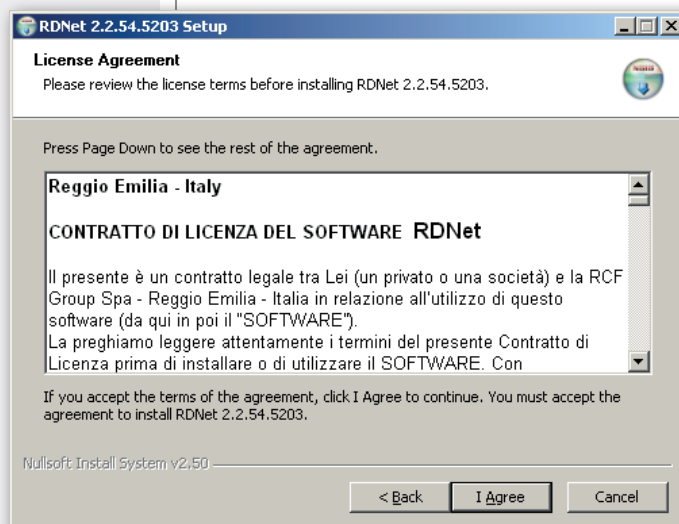 RDNet 2.2.54.5203 Setup
License Agreement
Please review the license terms before installing RDNet 2.2.54.5203.
Press Page Down to see the rest of the agreement.
Reggio Emilia - Italy
CONTRATTO DI LICENZA DEL SOFTWARE RDNet
Il presente è un contratto legale tra Lei (un privato o una società) e la RCF
Group Spa - Reggio Emilia - Italia in relazione all'utilizzo di questo
software (da qui in poi il "SOFTWARE").
La preghiamo leggere attentamente i termini del presente Contratto di
Licenza prima di installare o di utilizzare il SOFTWARE. Con
If you accept the terms of the agreement, click I Agree to continue. You must accept the
agreement to install RDNet 2.2.54.5203.
Nullsoft Install System v2.50
< Back
I Agree
Cancel